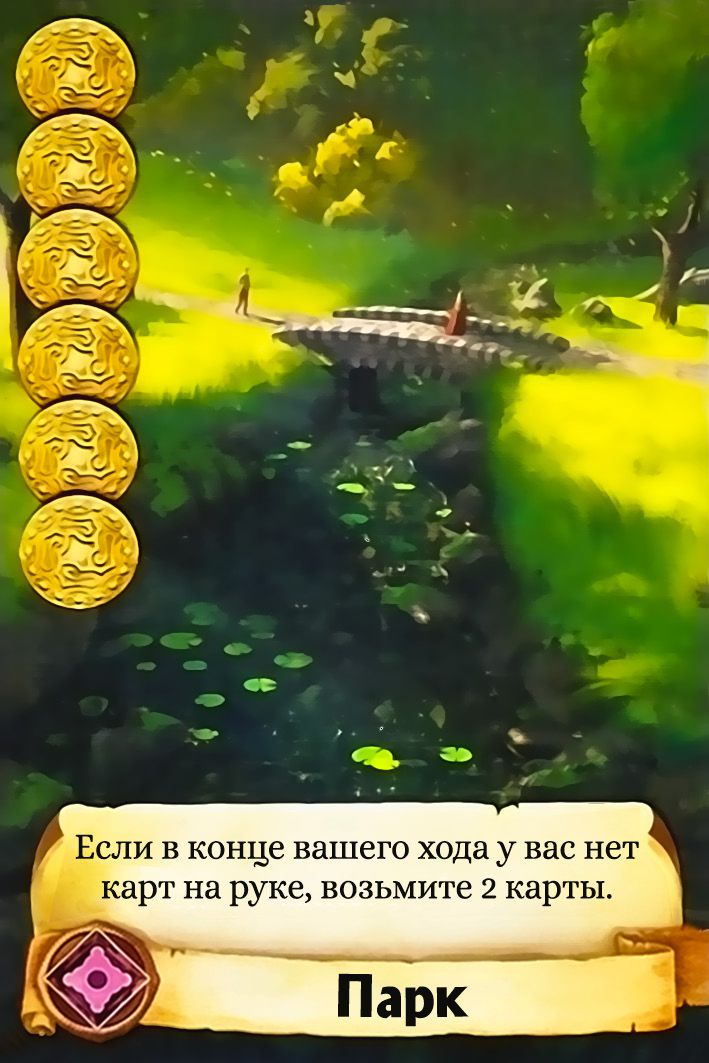 Если в конце вашего хода у вас нет
карт на руке, возьмите 2 карты.
Парк